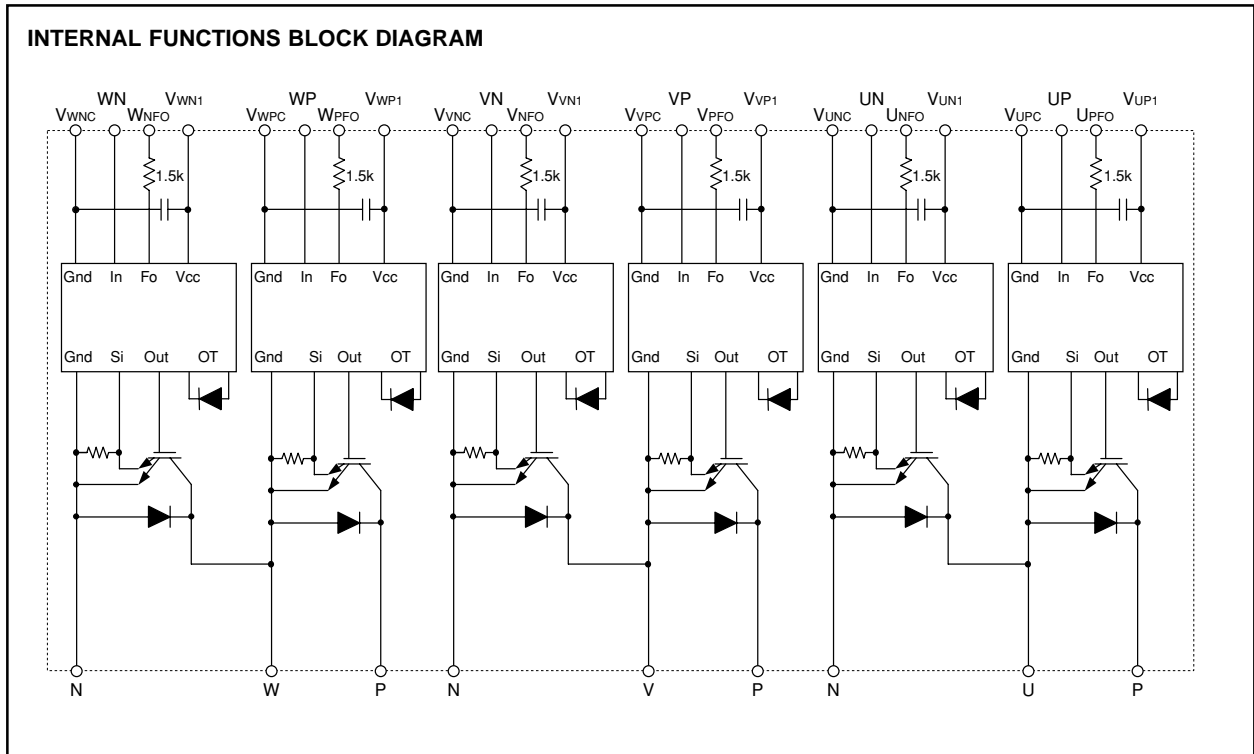 INTERNAL FUNCTIONS BLOCK DIAGRAM
WN VWN1 WP VWP1 VN VVN1 VP VVP1 UN VUN1 UP VUP1
VWNC WNFO VWPC WPFO VVNC VNFO VVPC VPFO VUNC UNFO VUPC UPFO
1.5k 1.5k 1.5k 1.5k 1.5k 1.5k
Gnd In Fo Vcc Gnd In Fo Vcc Gnd In Fo Vcc Gnd In Fo Vcc Gnd In Fo Vcc Gnd In Fo Vcc
Gnd Si Out OT Gnd Si Out OT Gnd Si Out OT Gnd Si Out OT Gnd Si Out OT Gnd Si Out OT
N W P N V P N U P